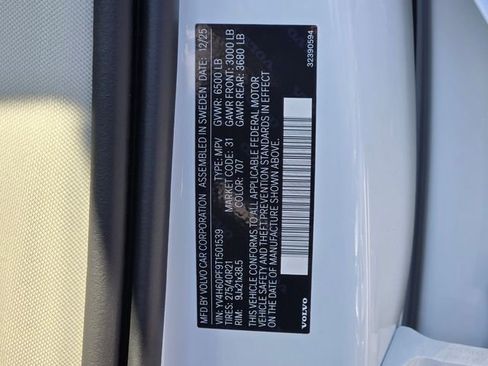 MFD BY VOLVO CAR CORPORATION ASSEMBLED IN SWEDEN DATE: 12/25
GVWR: 6500 LB
GAWR FRONT: 3000 LB
VIN: YV4H60PF9T1501539 TYPE: MPV GAWR REAR: 3680 LB
TIRES: 275/40R21 MARKET CODE: 31
RIM: 9Jx21x38.5 COLOR: 707
THIS VEHICLE CONFORMS TO ALL APPLICABLE FEDERAL MOTOR
VEHICLE SAFETY AND THEFT PREVENTION STANDARDS IN EFFECT
ON THE DATE OF MANUFACTURE SHOWN ABOVE.
VOLVO
32390594